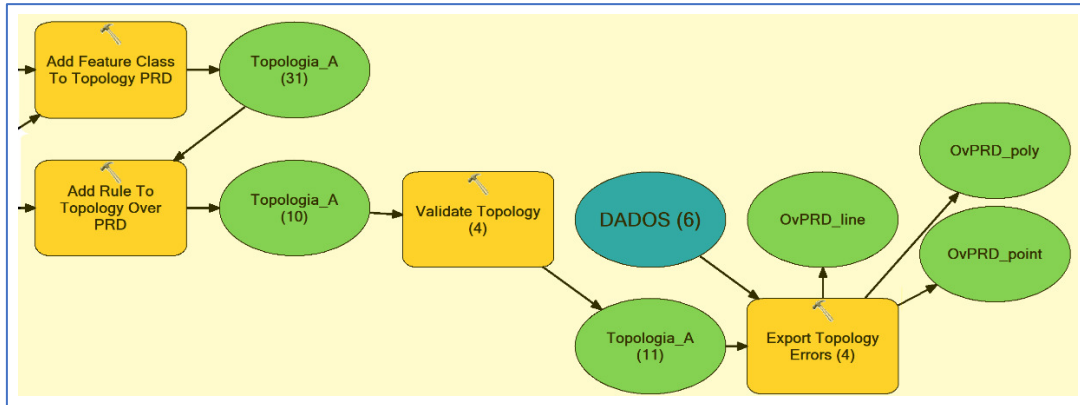 Add Feature Class
To Topology PRD
Topologia_A
(31)
Add Rule To
Topology Over
PRD
Topologia_A
(10)
Validate Topology
(4)
DADOS (6)
Topologia_A
(11)
Export Topology
Errors (4)
OvPRD_line
OvPRD_poly
OvPRD_point